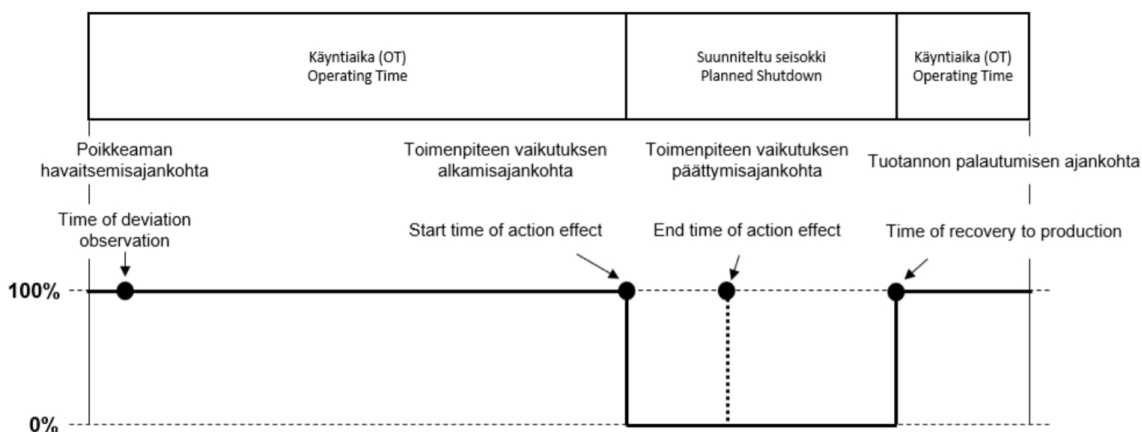 Käyntiaika (OT)
Operating Time
Suunniteltu seisokki
Planned Shutdown
Käyntiaika (OT)
Operating Time
Poikkeaman
havaitsemisajankohta
Toimenpiteen vaikutuksen
alkamisajankohta
Toimenpiteen vaikutuksen
päättymisajankohta
Tuotannon palautumisen ajankohta
Time of deviation
observation
Start time of action effect
End time of action effect
Time of recovery to production
100%
0%